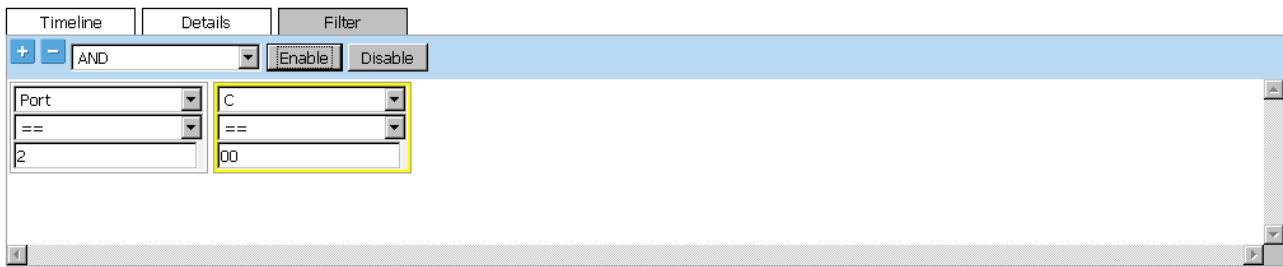 Timeline Details Filter
+ - AND Enable Disable
Port C
== ==
2 00